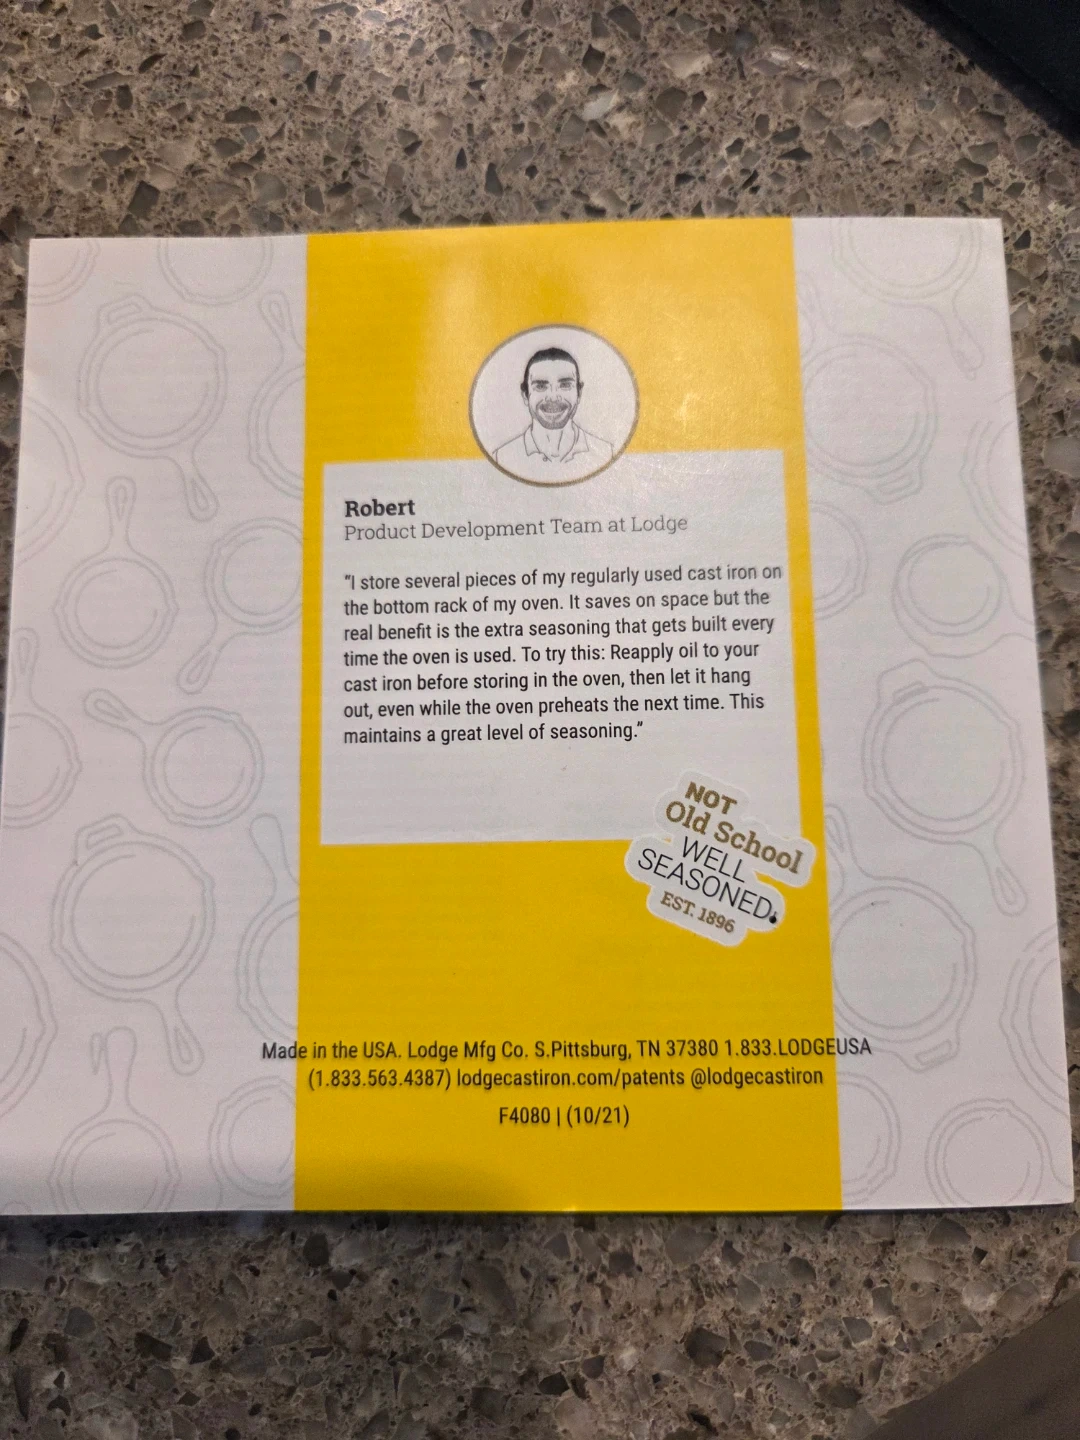 Robert
Product Development Team at Lodge
"I store several pieces of my regularly used cast iron on
the bottom rack of my oven. It saves on space but the
real benefit is the extra seasoning that gets built every
time the oven is used. To try this: Reapply oil to your
cast iron before storing in the oven, then let it hang
out, even while the oven preheats the next time. This
maintains a great level of seasoning."
NOT
Old School
WELL
SEASONED.
EST. 1896
Made in the USA. Lodge Mfg Co. S.Pittsburg, TN 37380 1.833.LODGEUSA
(1.833.563.4387) lodgecastiron.com/patents @lodgecastiron
F4080 | (10/21)